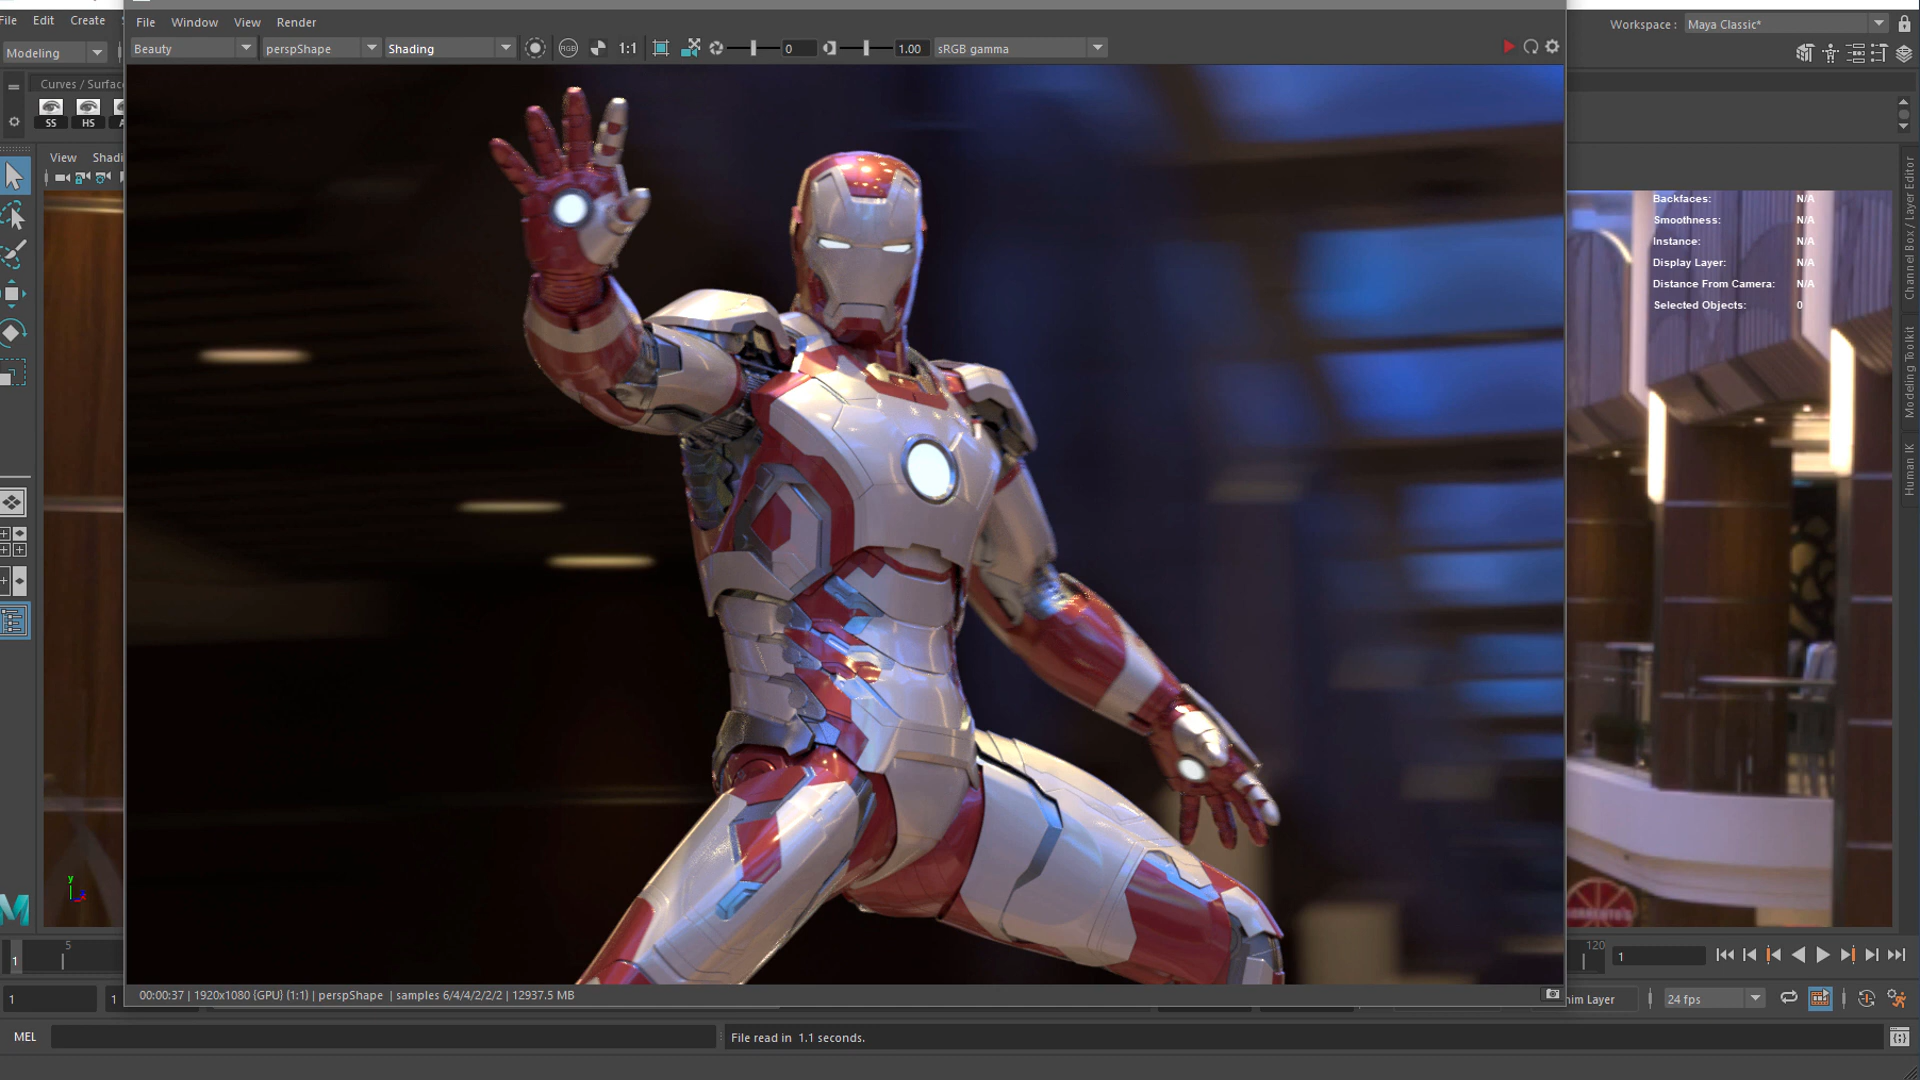 File Edit Create
File Window View Render
Workspace : Maya Classic*
Modeling
Beauty perspShape Shading RGB 1:1 0 1.00 sRGB gamma
Curves / Surfac
SS HS
View Shadi
Backfaces: N/A
Smoothness: N/A
Instance: N/A
Display Layer: N/A
Distance From Camera: N/A
Selected Objects: 0
Channel Box / Layer Editor
Modeling Toolkit
Human IK
y
5 120
1 1
00:00:37 | 1920x1080 {GPU} (1:1) | perspShape | samples 6/4/4/2/2/2 | 12937.5 MB
1 1 nim Layer 24 fps
MEL File read in 1.1 seconds.